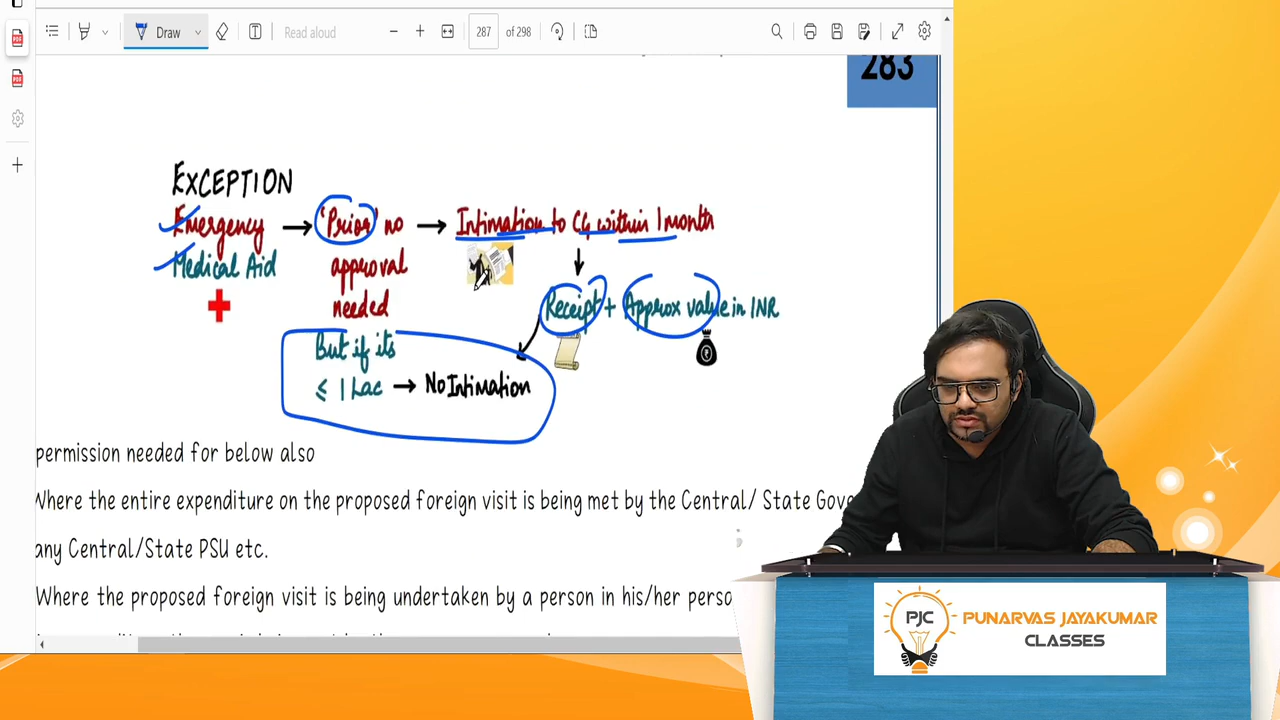 Draw
Read aloud
287 of 298
283
EXCEPTION
Emergency → 'Prior' no → Intimation to CG within 1 month
Medical Aid approval
needed
Receipt + Approx value in INR
But if its
≤ 1 Lac → No Intimation
permission needed for below also
Where the entire expenditure on the proposed foreign visit is being met by the Central/ State Gove
any Central/State PSU etc.
Where the proposed foreign visit is being undertaken by a person in his/her perso
PJC
PUNARVAS JAYAKUMAR
CLASSES